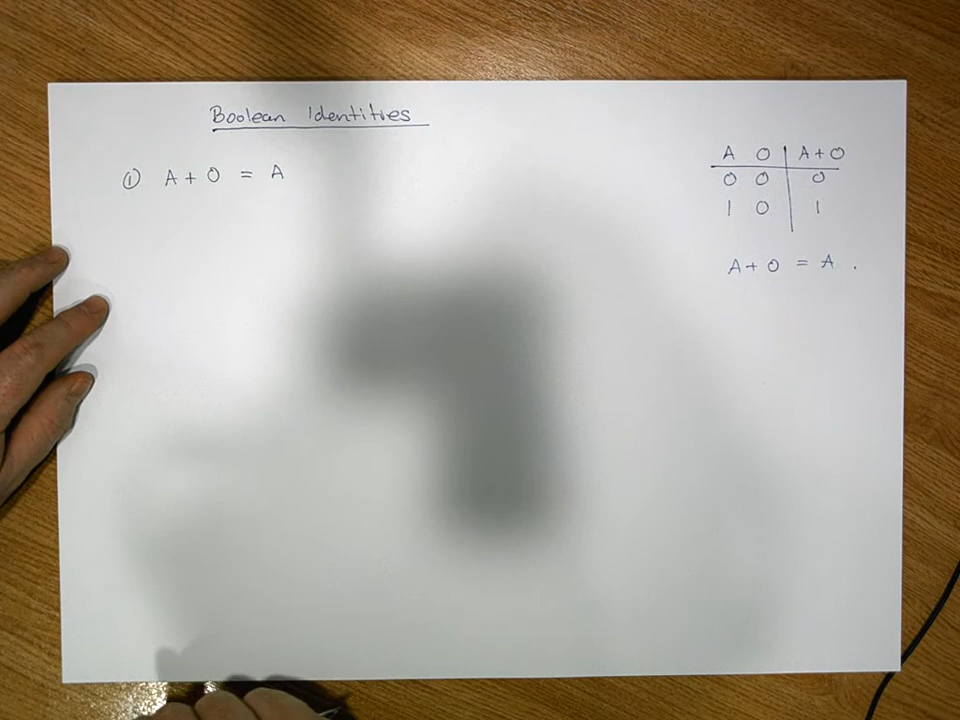 Boolean Identities
① A + 0 = A
A 0 | A + 0
0 0 | 0
1 0 | 1
A + 0 = A .